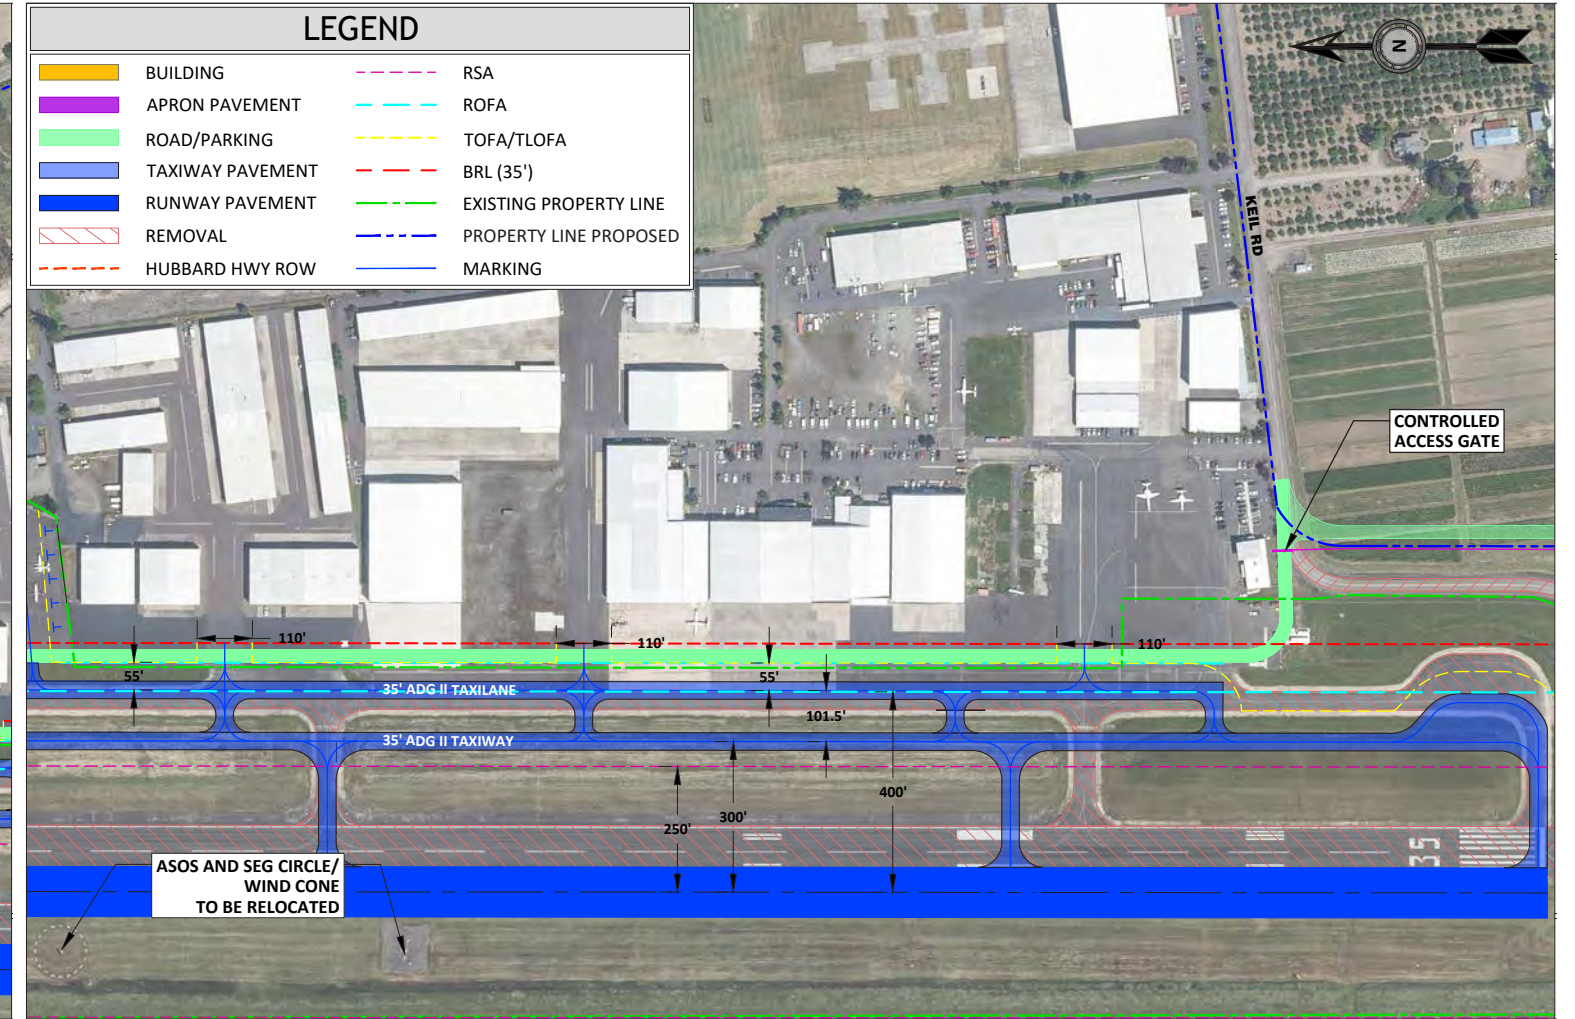 LEGEND
BUILDING
APRON PAVEMENT
ROAD/PARKING
TAXIWAY PAVEMENT
RUNWAY PAVEMENT
REMOVAL
HUBBARD HWY ROW
RSA
ROFA
TOFA/TLOFA
BRL (35')
EXISTING PROPERTY LINE
PROPERTY LINE PROPOSED
MARKING
N
KEIL RD
CONTROLLED
ACCESS GATE
110'
110'
110'
55'
55'
35' ADG II TAXILANE
101.5'
35' ADG II TAXIWAY
400'
300'
250'
35
ASOS AND SEG CIRCLE/
WIND CONE
TO BE RELOCATED